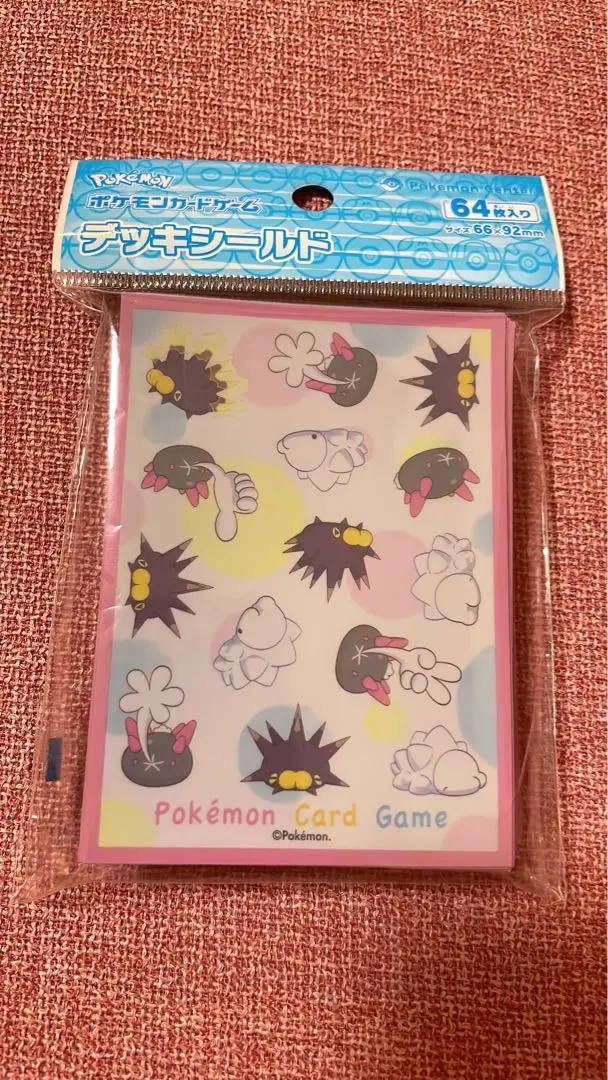 Pokémon
ポケモンカードゲーム
デッキシールド
Pokémon Center
64枚入り
サイズ 66×92mm
Pokémon Card Game
©Pokémon.